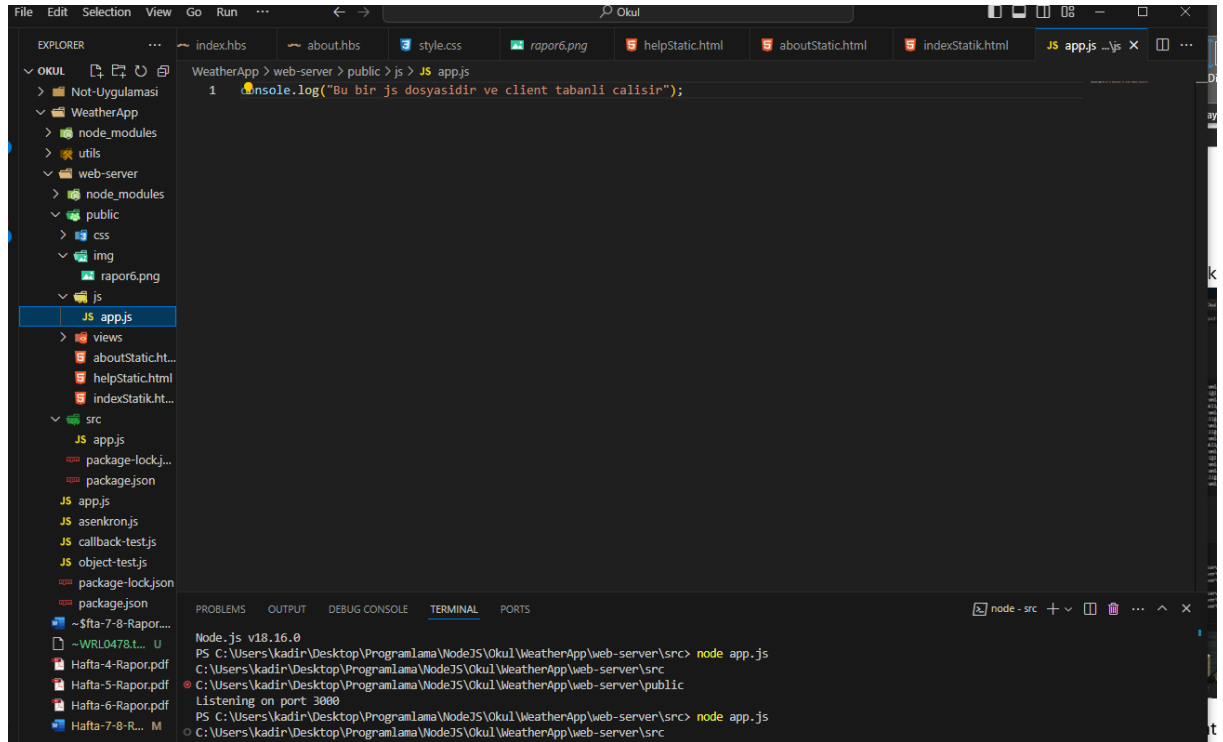 File Edit Selection View Go Run ··· ← → Okul
EXPLORER ···
index.hbs about.hbs style.css rapor6.png helpStatic.html aboutStatic.html indexStatik.html JS app.js ...\js
OKUL
WeatherApp > web-server > public > js > JS app.js
Not-Uygulamasi
WeatherApp
node_modules
utils
web-server
node_modules
public
css
img
rapor6.png
js
JS app.js
views
aboutStatic.ht...
helpStatic.html
indexStatik.ht...
src
JS app.js
package-lock.j...
package.json
JS app.js
JS asenkron.js
JS callback-test.js
JS object-test.js
package-lock.json
package.json
~$fta-7-8-Rapor....
~WRL0478.t... U
Hafta-4-Rapor.pdf
Hafta-5-Rapor.pdf
Hafta-6-Rapor.pdf
Hafta-7-8-R... M
1 console.log("Bu bir js dosyasidir ve client tabanli calisir");
PROBLEMS OUTPUT DEBUG CONSOLE TERMINAL PORTS node - src
Node.js v18.16.0
PS C:\Users\kadir\Desktop\Programlama\NodeJS\Okul\WeatherApp\web-server\src> node app.js
C:\Users\kadir\Desktop\Programlama\NodeJS\Okul\WeatherApp\web-server\src
C:\Users\kadir\Desktop\Programlama\NodeJS\Okul\WeatherApp\web-server\public
Listening on port 3000
PS C:\Users\kadir\Desktop\Programlama\NodeJS\Okul\WeatherApp\web-server\src> node app.js
C:\Users\kadir\Desktop\Programlama\NodeJS\Okul\WeatherApp\web-server\src